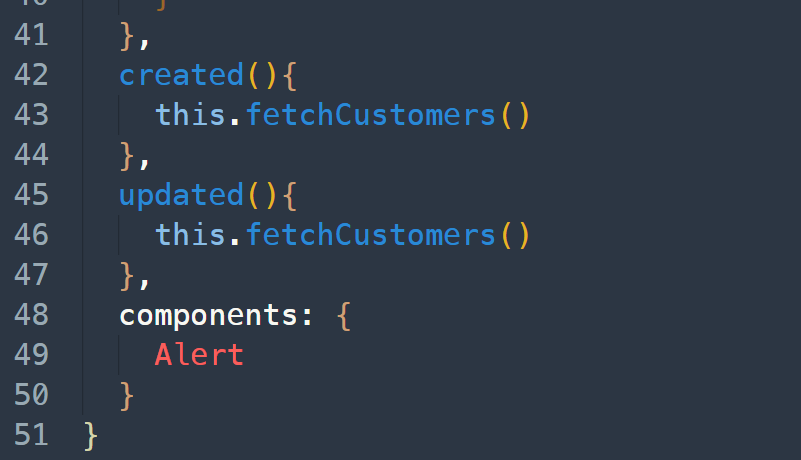 41 },
42 created(){
43 this.fetchCustomers()
44 },
45 updated(){
46 this.fetchCustomers()
47 },
48 components: {
49 Alert
50 }
51 }